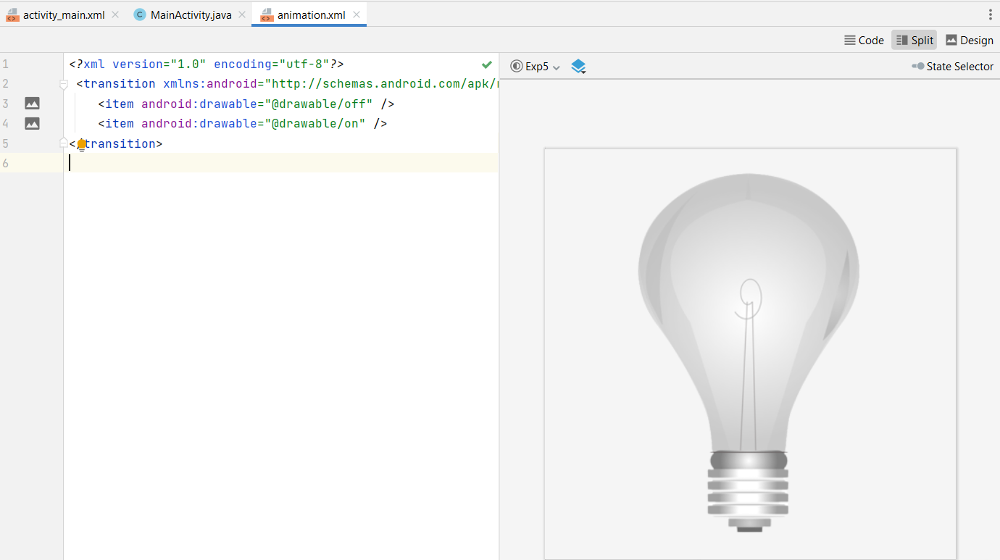 activity_main.xml MainActivity.java animation.xml
Code Split Design
Exp5 State Selector
1 <?xml version="1.0" encoding="utf-8"?>
2 <transition xmlns:android="http://schemas.android.com/apk/r
3 <item android:drawable="@drawable/off" />
4 <item android:drawable="@drawable/on" />
5 </transition>
6